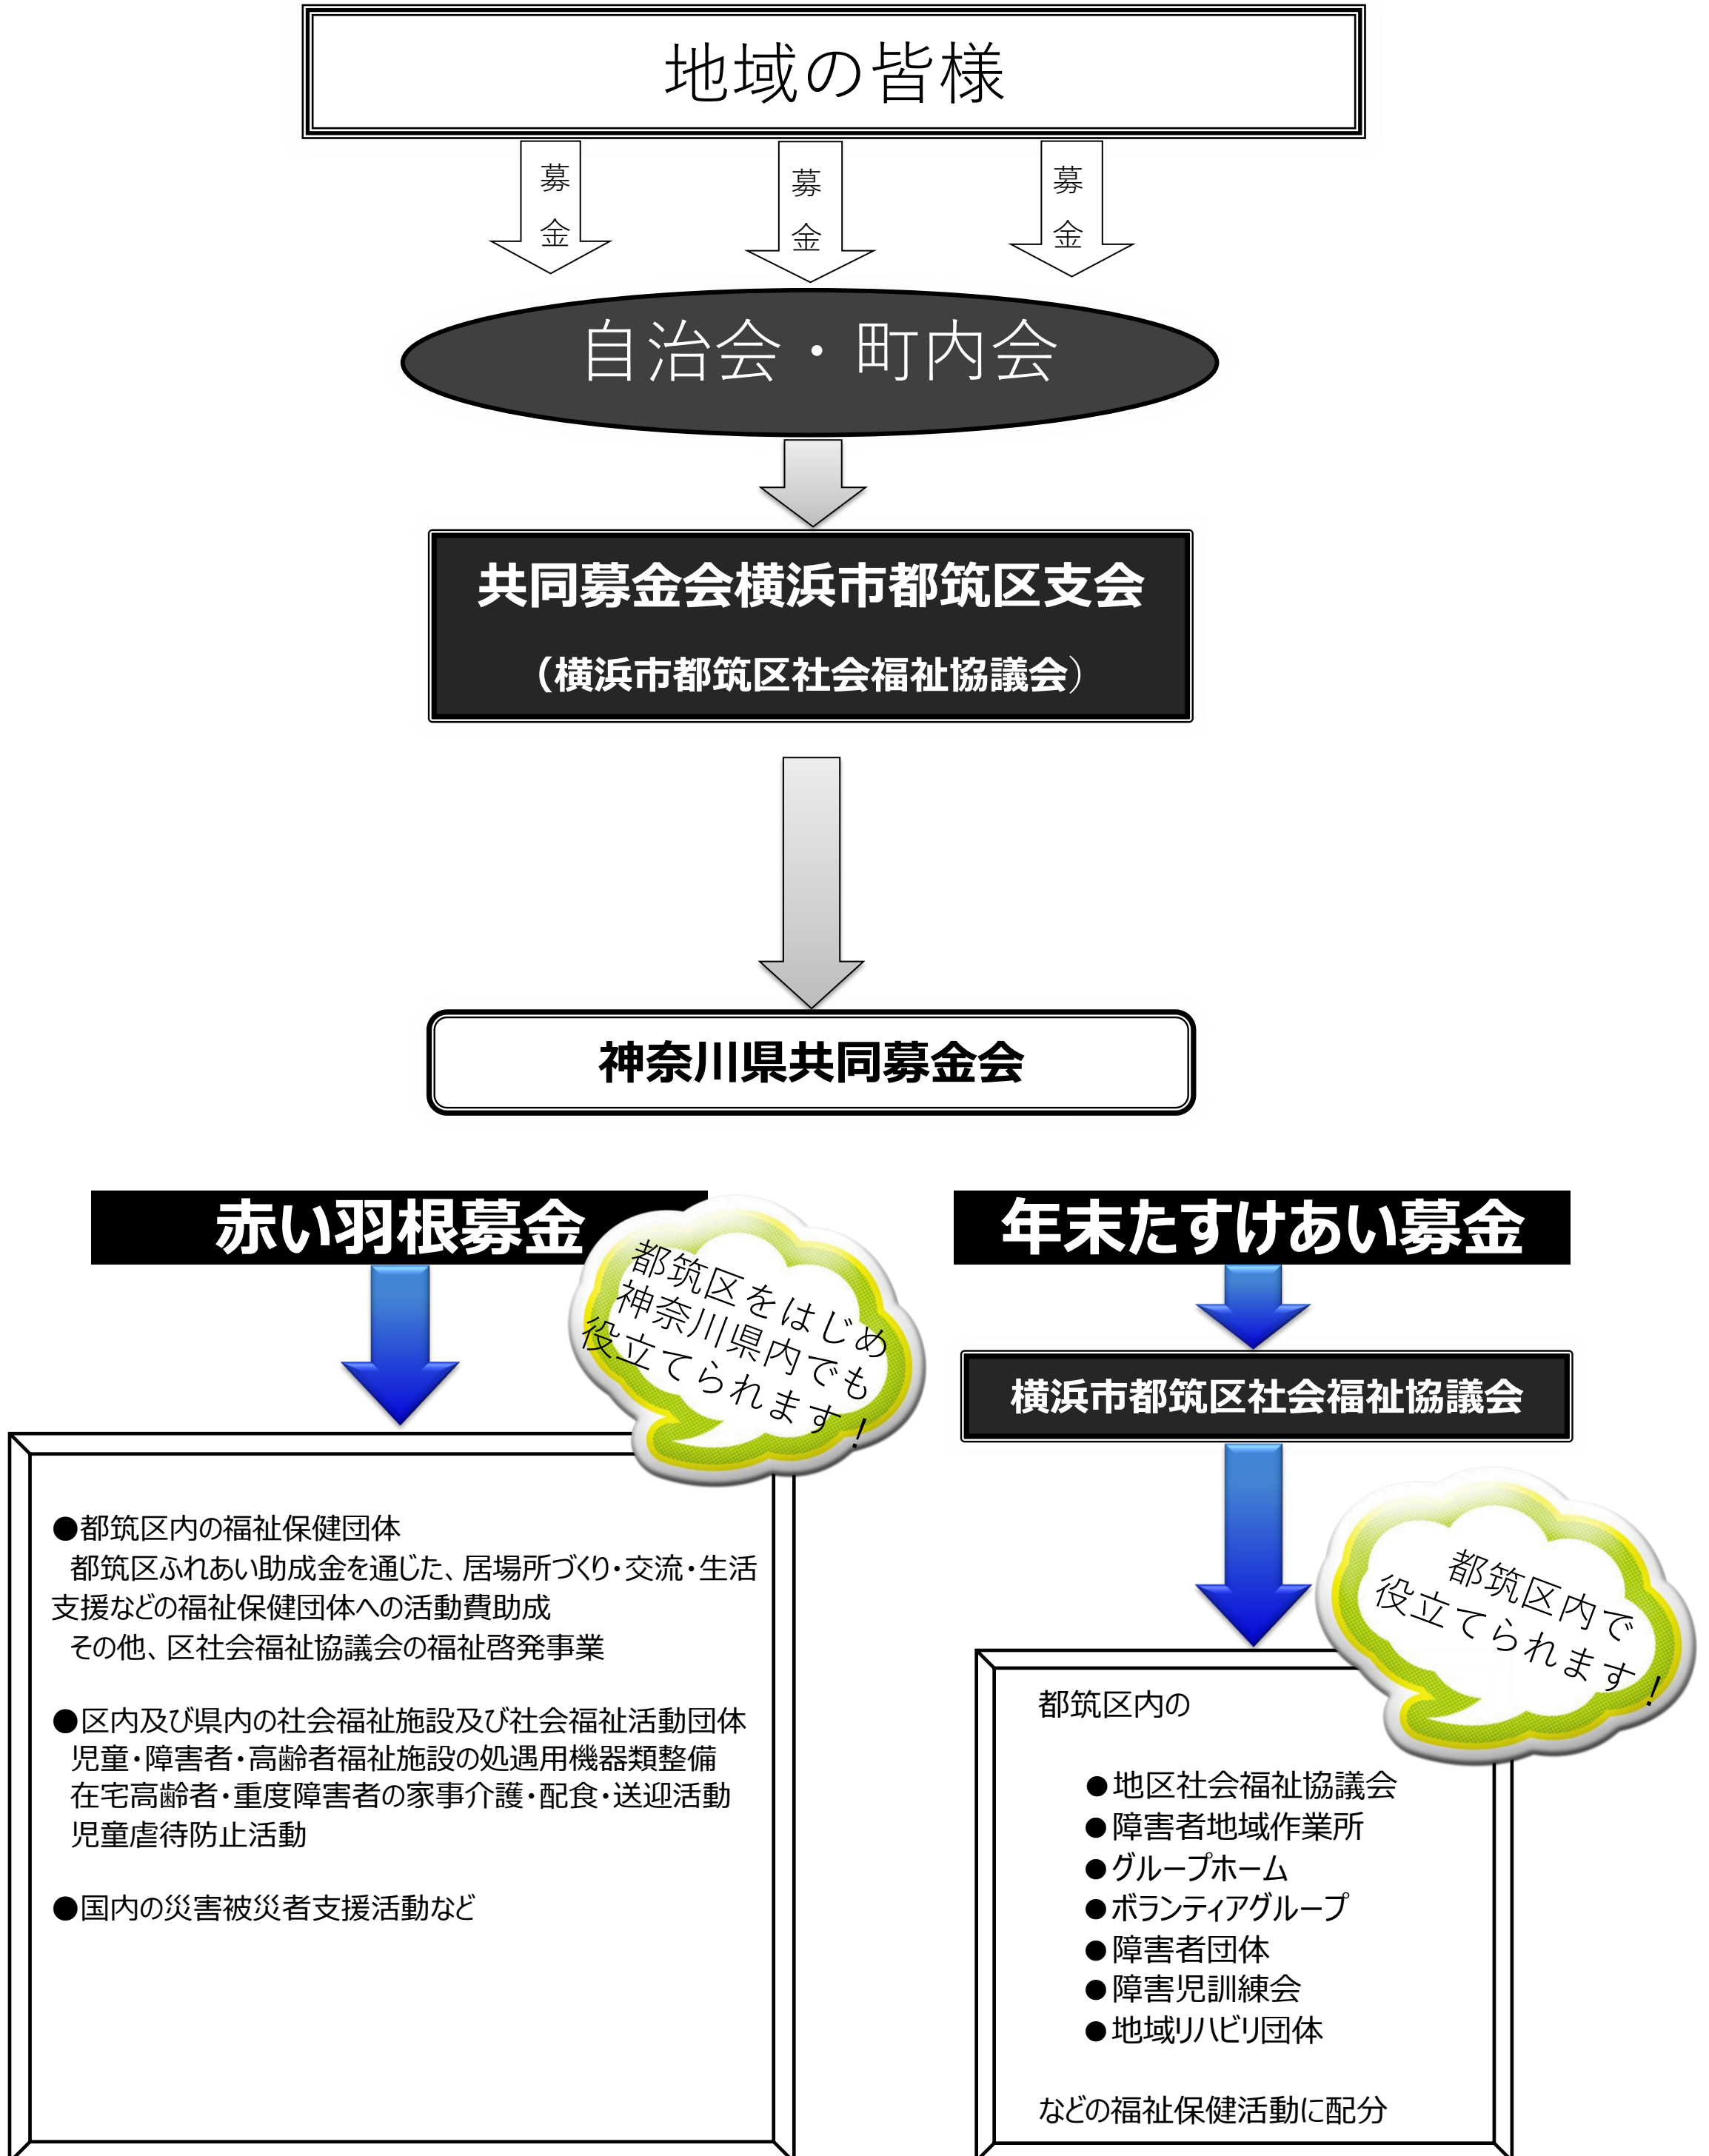 地域の皆様
募金
募金
募金
自治会・町内会
共同募金会横浜市都筑区支会
（横浜市都筑区社会福祉協議会）
神奈川県共同募金会
赤い羽根募金
都筑区をはじめ
神奈川県内でも
役立てられます！
●都筑区内の福祉保健団体
都筑区ふれあい助成金を通じた、居場所づくり・交流・生活
支援などの福祉保健団体への活動費助成
その他、区社会福祉協議会の福祉啓発事業
●区内及び県内の社会福祉施設及び社会福祉活動団体
児童・障害者・高齢者福祉施設の処遇用機器類整備
在宅高齢者・重度障害者の家事介護・配食・送迎活動
児童虐待防止活動
●国内の災害被災者支援活動など
年末たすけあい募金
横浜市都筑区社会福祉協議会
都筑区内で
役立てられます！
都筑区内の
●地区社会福祉協議会
●障害者地域作業所
●グループホーム
●ボランティアグループ
●障害者団体
●障害児訓練会
●地域リハビリ団体
などの福祉保健活動に配分